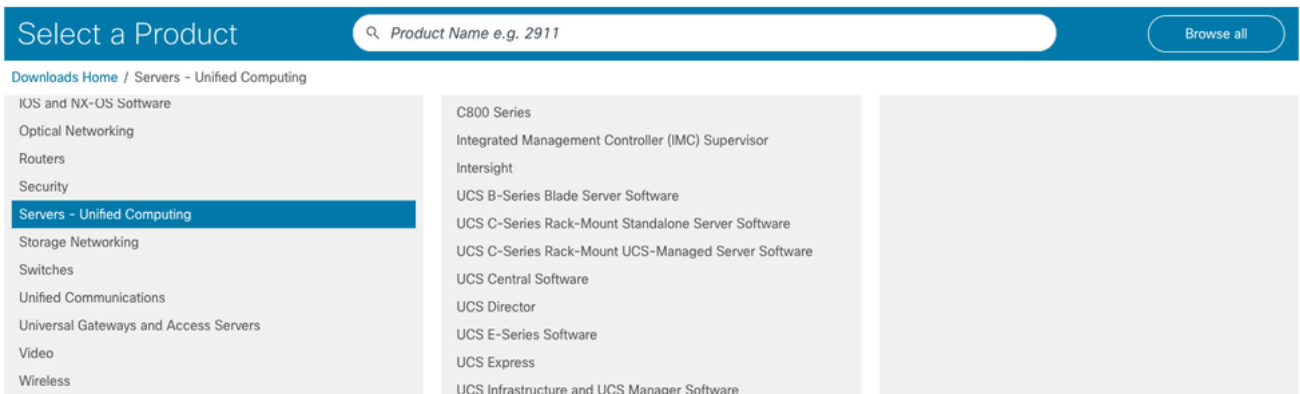 Select a Product
Product Name e.g. 2911
Browse all
Downloads Home / Servers - Unified Computing
IOS and NX-OS Software
Optical Networking
Routers
Security
Servers - Unified Computing
Storage Networking
Switches
Unified Communications
Universal Gateways and Access Servers
Video
Wireless
C800 Series
Integrated Management Controller (IMC) Supervisor
Intersight
UCS B-Series Blade Server Software
UCS C-Series Rack-Mount Standalone Server Software
UCS C-Series Rack-Mount UCS-Managed Server Software
UCS Central Software
UCS Director
UCS E-Series Software
UCS Express
UCS Infrastructure and UCS Manager Software